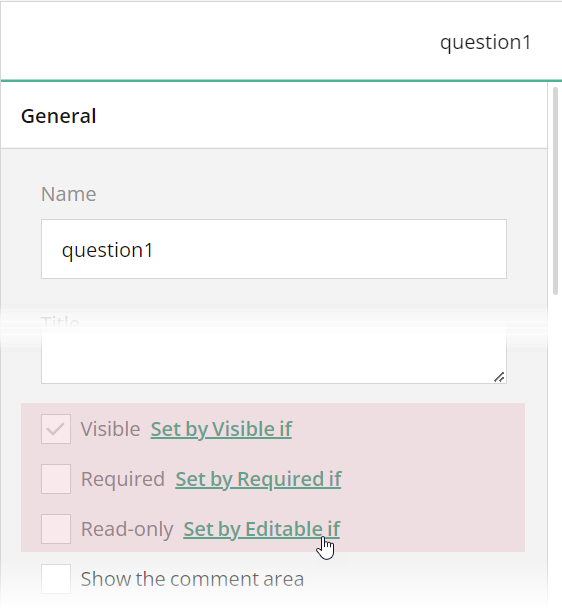 question1
General
Name
question1
Title
Visible Set by Visible if
Required Set by Required if
Read-only Set by Editable if
Show the comment area